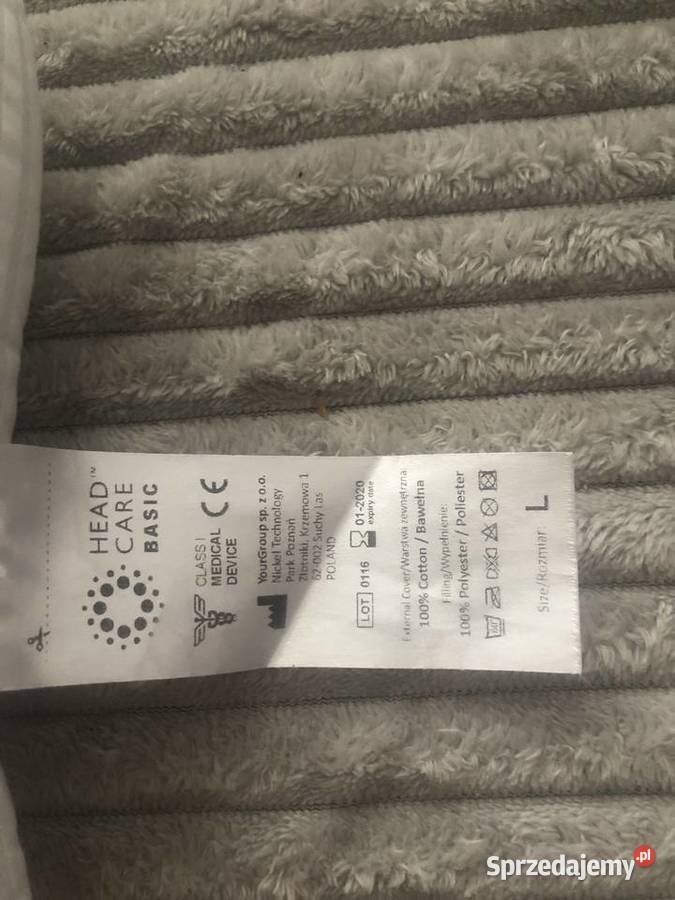 HEAD™
CARE
BASIC
CLASS I
MEDICAL
DEVICE
CE
YourGroup sp. z o.o.
Nickel Technology
Park Poznań
Złotniki, Krzemowa 1
62-002 Suchy Las
POLAND
LOT 0116
01-2020
expiry date
External Cover/Warstwa zewnętrzna:
100% Cotton / Bawełna
Filling/Wypełnienie:
100% Polyester / Poliester
60°
Size/Rozmiar L
Sprzedajemy.pl